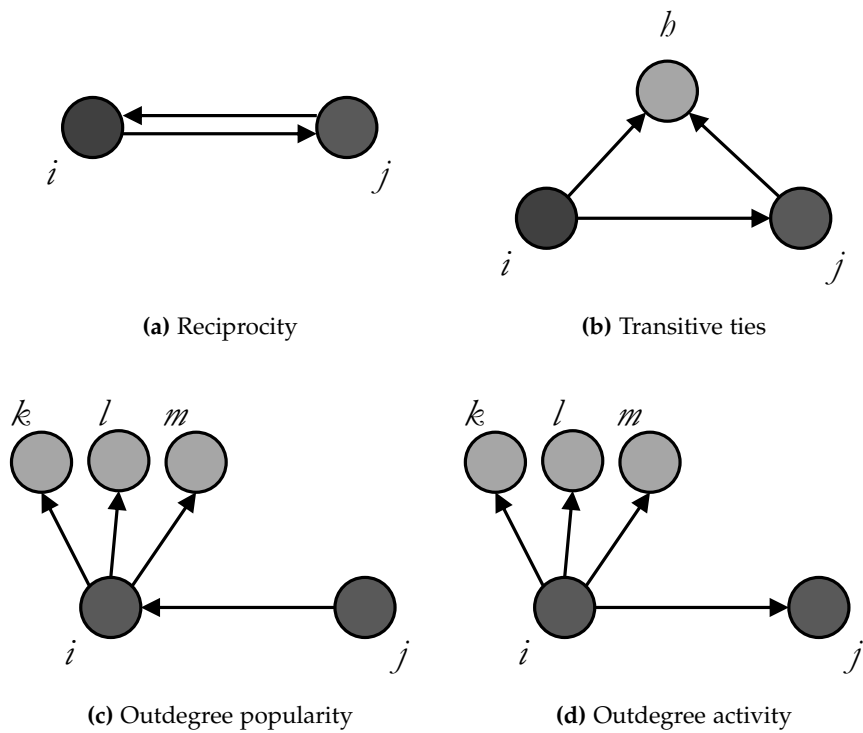 h
i j
i j
(a) Reciprocity (b) Transitive ties
k l m k l m
i j i j
(c) Outdegree popularity (d) Outdegree activity